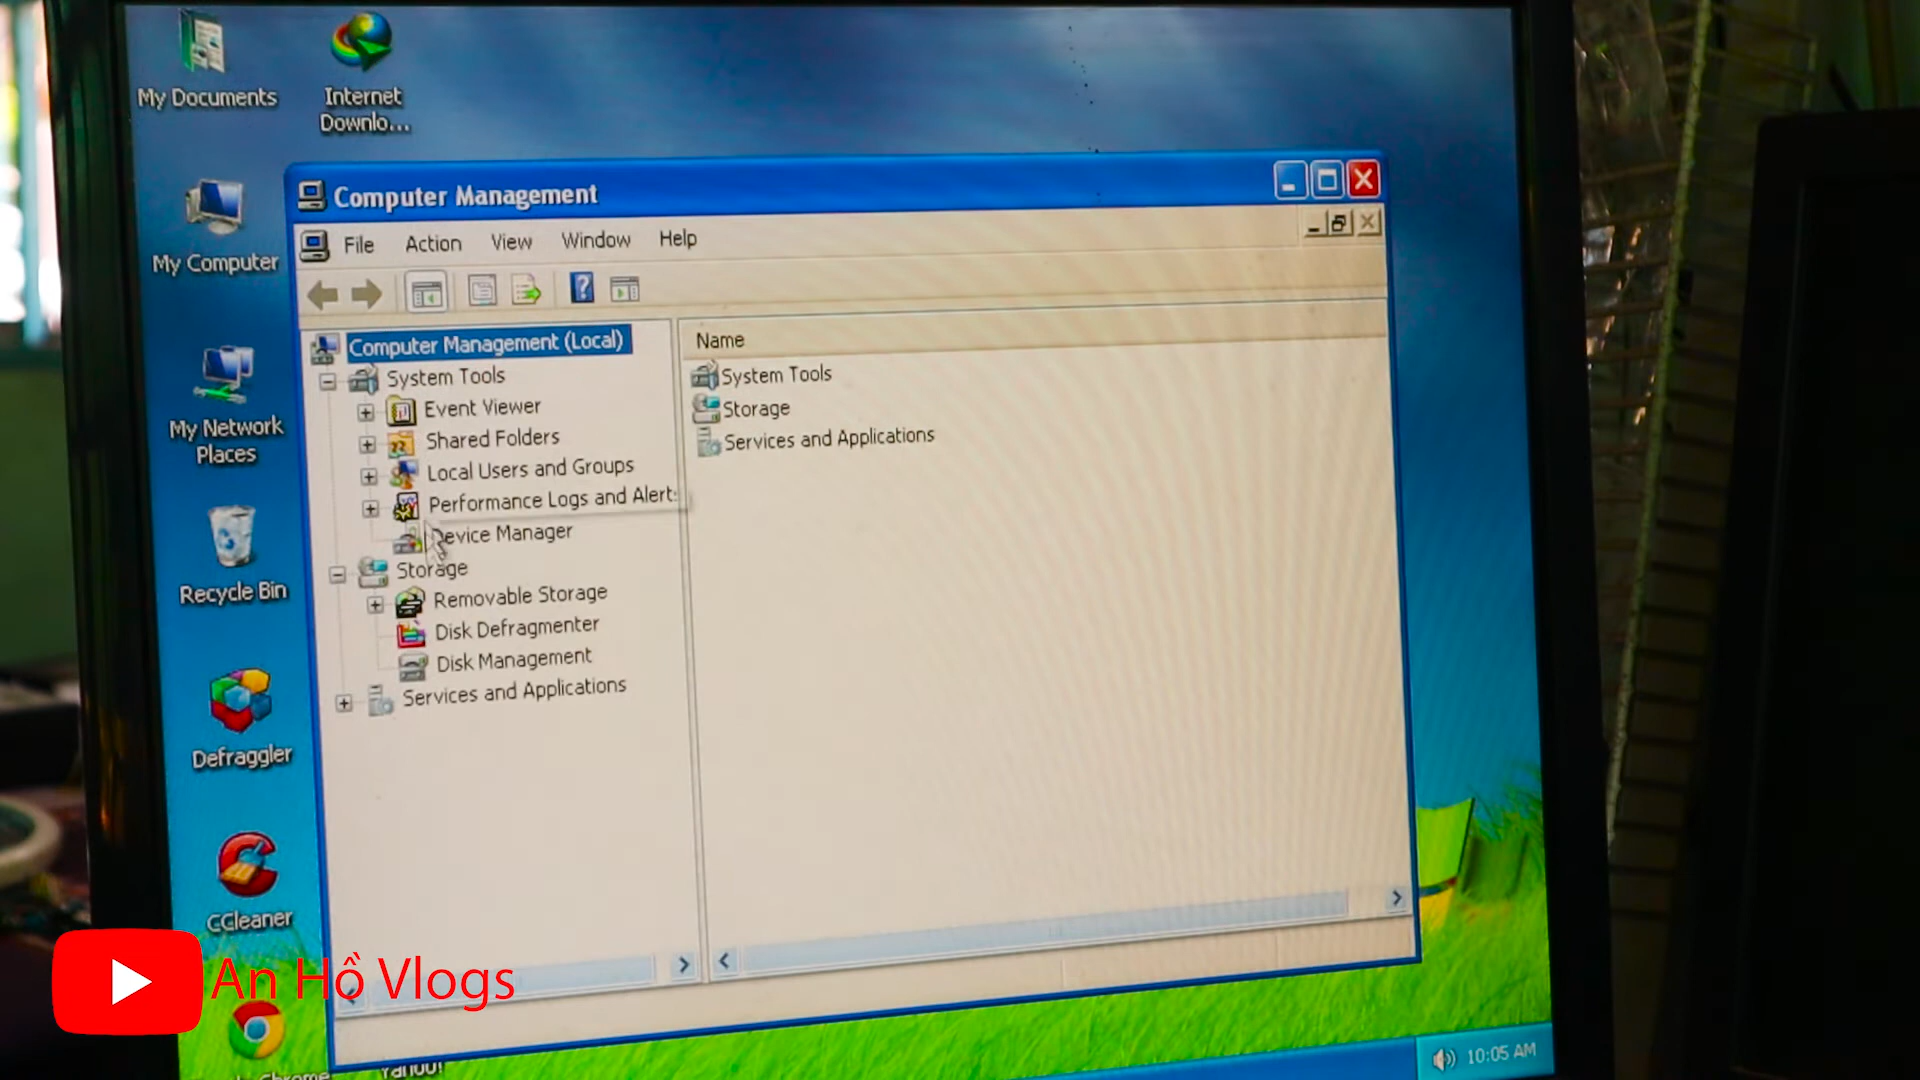 My Documents
Internet
Downlo...
My Computer
My Network
Places
Recycle Bin
Defraggler
CCleaner
Computer Management
File Action View Window Help
Computer Management (Local)
System Tools
Event Viewer
Shared Folders
Local Users and Groups
Performance Logs and Alert
Device Manager
Storage
Removable Storage
Disk Defragmenter
Disk Management
Services and Applications
Name
System Tools
Storage
Services and Applications
An Hồ Vlogs
Chrome
Yahoo!
10:05 AM